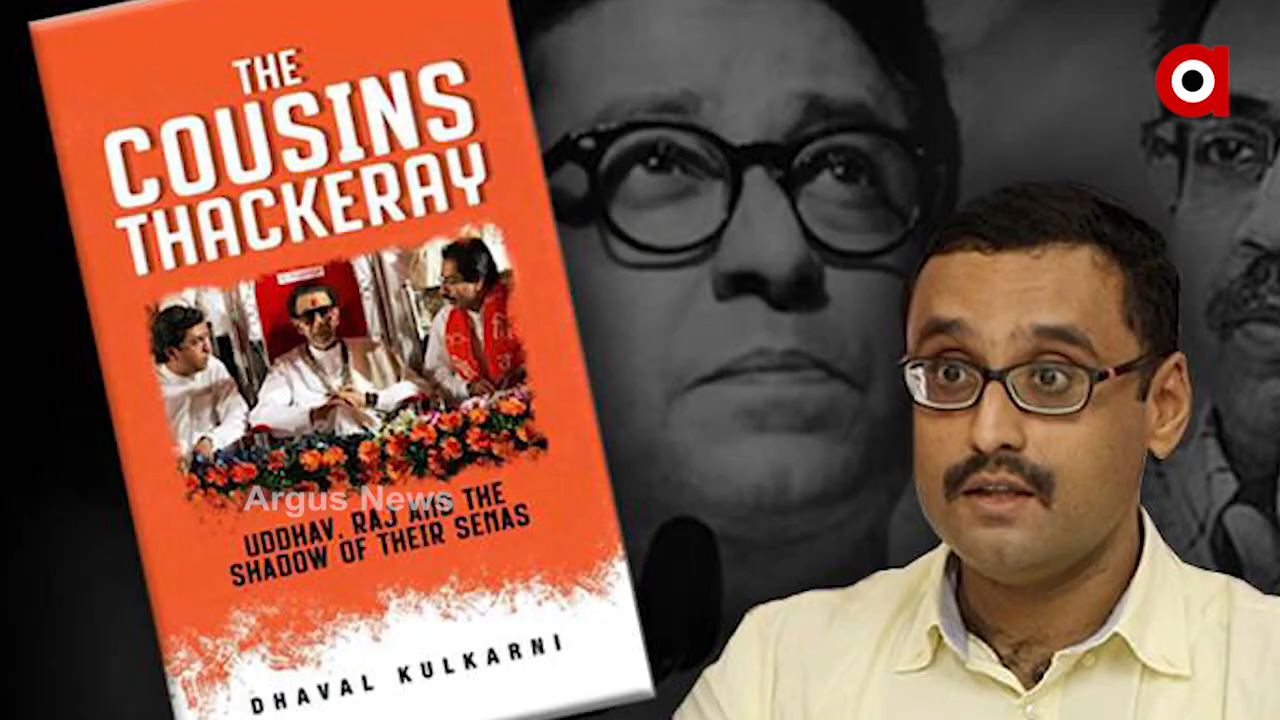 THE
COUSINS
THACKERAY
Argus News
UDDHAV, RAJ AND THE
SHADOW OF THEIR SENAS
DHAVAL KULKARNI